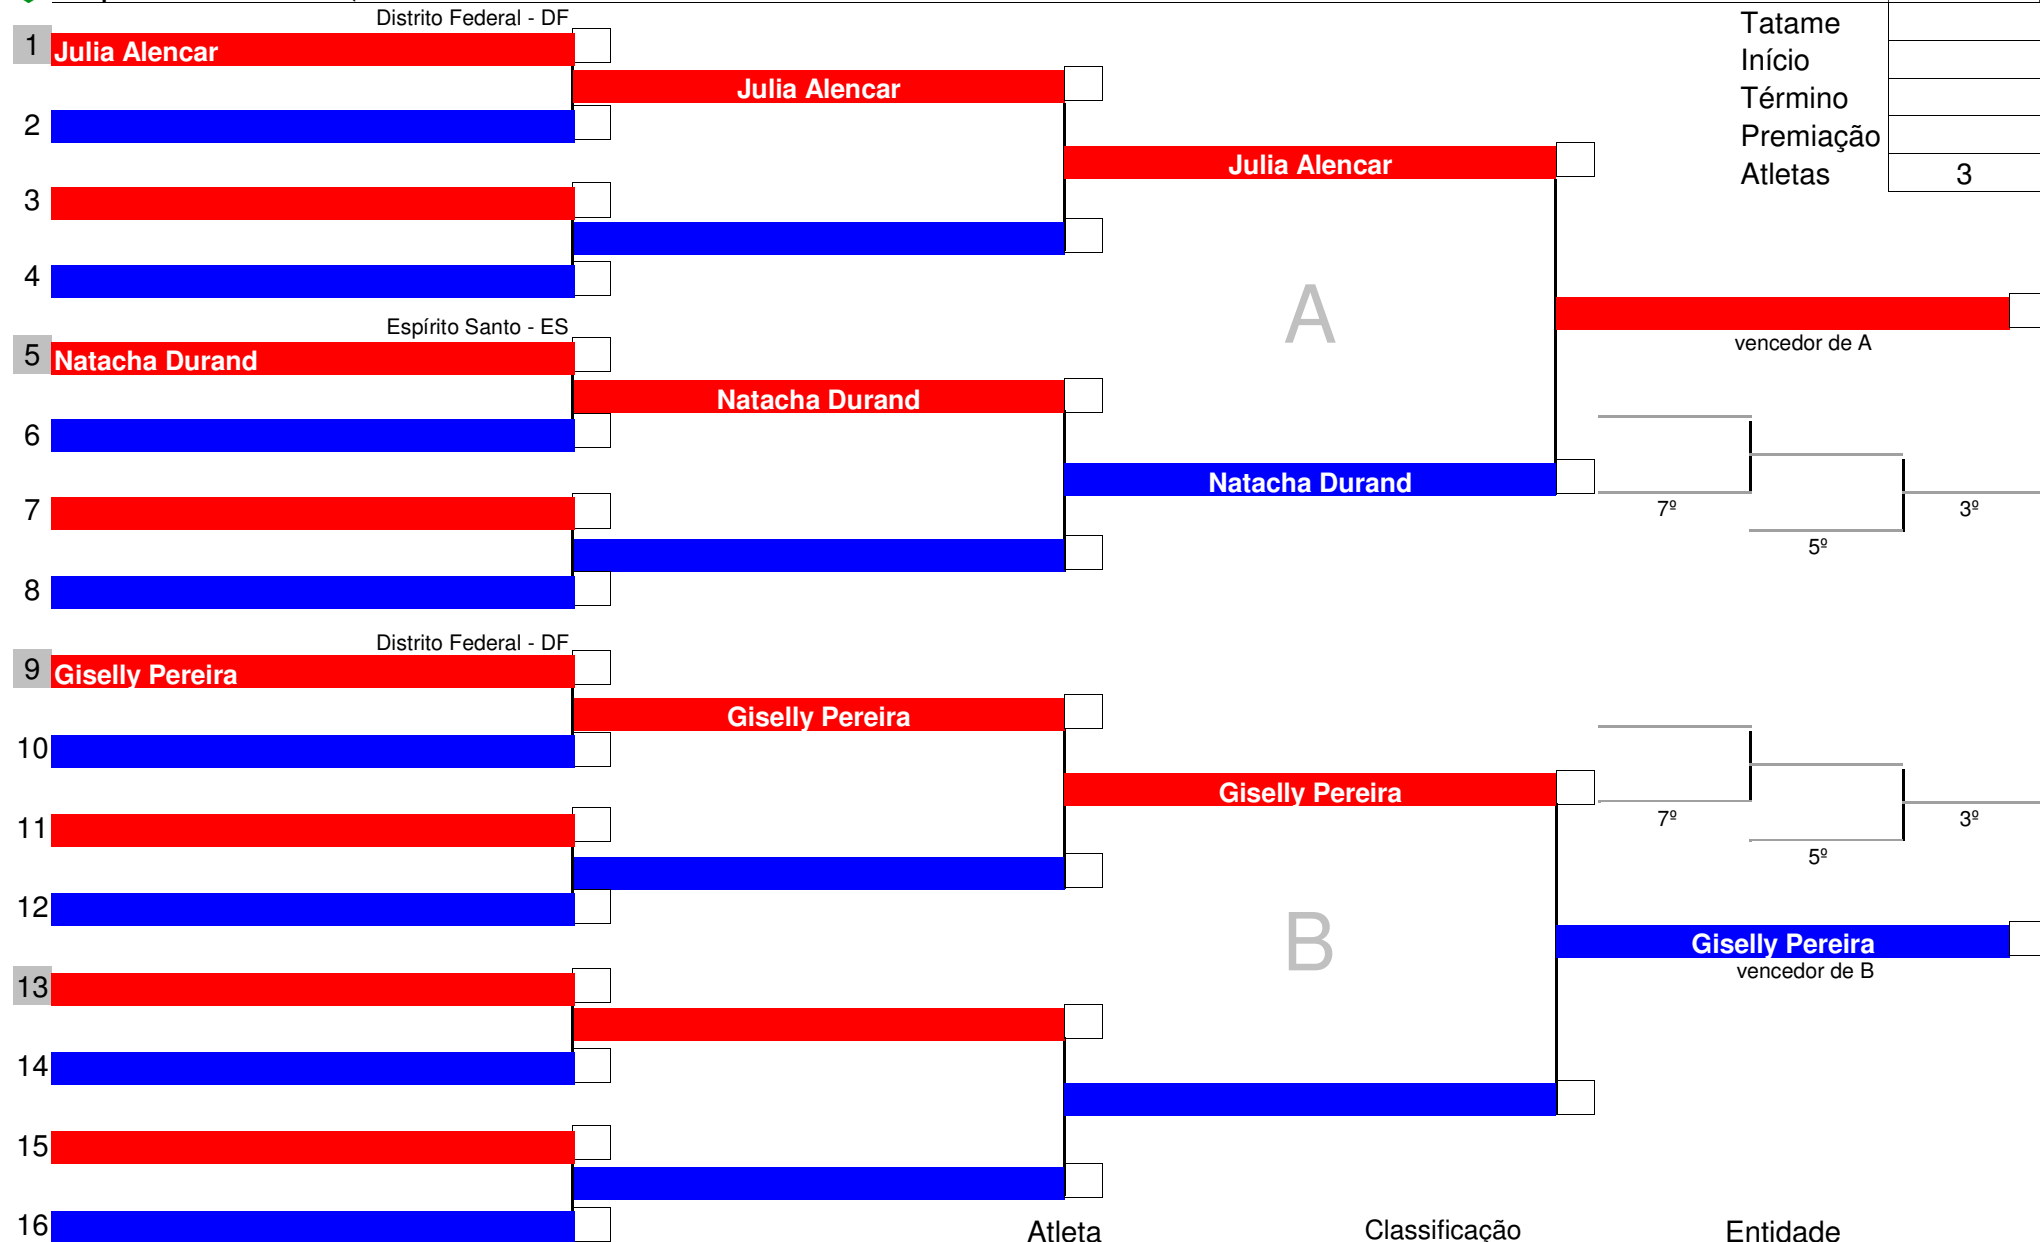 Distrito Federal - DF
Tatame
1 Julia Alencar
Início
Julia Alencar
Término
2
Premiação
Julia Alencar
Atletas 3
3
4
A
Espírito Santo - ES
vencedor de A
5 Natacha Durand
Natacha Durand
6
Natacha Durand
7
7º 3º
5º
8
Distrito Federal - DF
9 Giselly Pereira
Giselly Pereira
10
Giselly Pereira
11
7º 3º
5º
12
B
Giselly Pereira
vencedor de B
13
14
15
16
Atleta Classificação Entidade